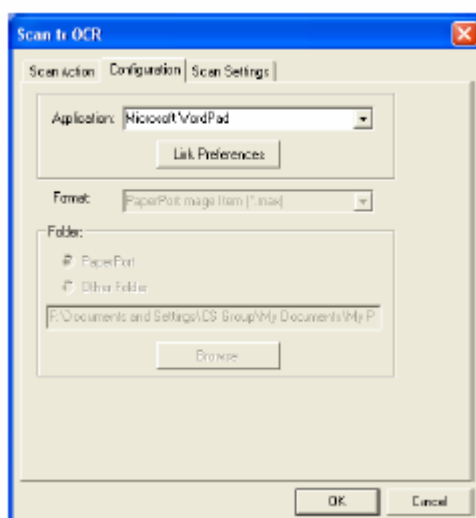 Scan to OCR
Scan Action Configuration Scan Settings
Application: Microsoft WordPad
Link Preferences
Format: PaperPort Image Item (*.max)
Folder:
PaperPort
Other Folder
F:\Documents and Settings\CS Group\My Documents\My P
Browse
OK Cancel